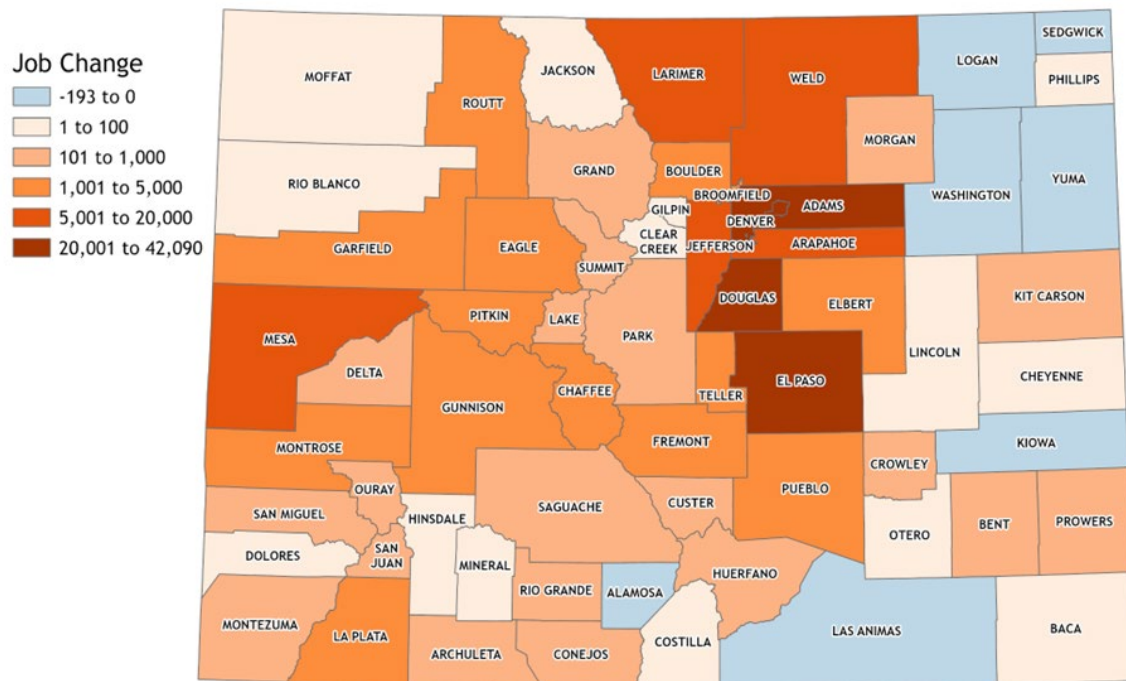 Job Change
-193 to 0
1 to 100
101 to 1,000
1,001 to 5,000
5,001 to 20,000
20,001 to 42,090
MOFFAT
ROUTT
JACKSON
LARIMER
WELD
LOGAN
SEDGWICK
PHILLIPS
MORGAN
RIO BLANCO
GRAND
BOULDER
BROOMFIELD
WASHINGTON
YUMA
GILPIN
DENVER
ADAMS
CLEAR
CREEK
JEFFERSON
ARAPAHOE
GARFIELD
EAGLE
SUMMIT
DOUGLAS
ELBERT
KIT CARSON
PITKIN
LAKE
PARK
MESA
DELTA
LINCOLN
CHEYENNE
GUNNISON
CHAFFEE
TELLER
EL PASO
MONTROSE
FREMONT
KIOWA
PUEBLO
CROWLEY
OURAY
SAN MIGUEL
HINSDALE
SAGUACHE
CUSTER
OTERO
BENT
PROWERS
DOLORES
SAN
JUAN
MINERAL
RIO GRANDE
ALAMOSA
HUERFANO
MONTEZUMA
LA PLATA
ARCHULETA
CONEJOS
COSTILLA
LAS ANIMAS
BACA